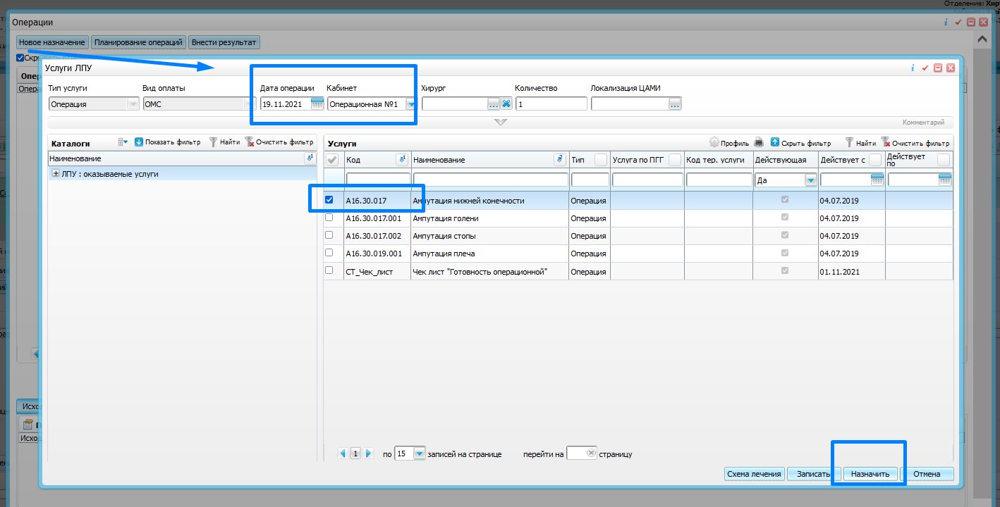 Отделение: Хир
Операции
Новое назначение Планирование операций Внести результат
Услуги ЛПУ
Тип услуги Вид оплаты Дата операции Кабинет Хирург Количество Локализация ЦАМИ
Операция ОМС 19.11.2021 Операционная №1 ... 1 ...
Комментарий
Каталоги Показать фильтр Найти Очистить фильтр
Услуги Профиль Скрыть фильтр Найти Очистить фильтр
Наименование
ЛПУ : оказываемые услуги
Код Наименование Тип Услуга по ПГГ Код тер. услуги Действующая Действует с Действует по
Да
A16.30.017 Ампутация нижней конечности Операция 04.07.2019
A16.30.017.001 Ампутация голени Операция 04.07.2019
A16.30.017.002 Ампутация стопы Операция 04.07.2019
A16.30.019.001 Ампутация плеча Операция 04.07.2019
СТ_Чек_лист Чек лист "Готовность операционной" Операция 01.11.2021
1 по 15 записей на странице перейти на страницу
Схема лечения Записать Назначить Отмена